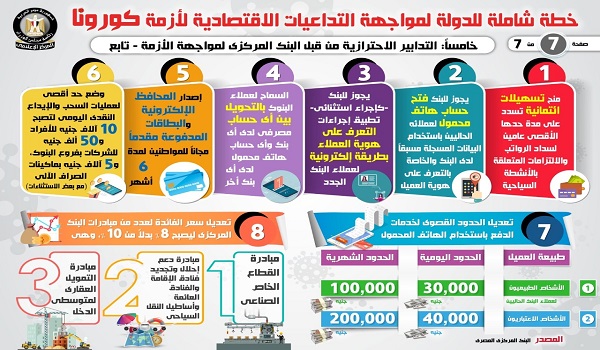 خطة شاملة للدولة لمواجهة التداعيات الاقتصادية لأزمة كورونا
صفحة 7 من 7
خامساً: التدابير الاحترازية من قبل البنك المركزى لمواجهة الأزمة - تابع
1
منح تسهيلات
ائتمانية تسدد
على مدة حدها
الأقصى عامين
لسداد الرواتب
والالتزامات المتعلقة
بالأنشطة
السياحية
2
يجوز للبنك فتح
حساب هاتف
محمول لعملائه
الحاليين باستخدام
البيانات المسجلة مسبقاً
لدى البنك والخاصة
بالتعرف على
هوية العميل
3
يجوز للبنك
-كإجراء استثنائى-
تطبيق إجراءات
التعرف على
هوية العملاء
بطريقة إلكترونية
لعملاء البنك
الجدد
4
السماح لعملاء
البنوك بالتحويل
بين أى حساب
مصرفى لدى أى
بنك وأى حساب
هاتف محمول
لدى أى
بنك آخر
5
إصدار المحافظ
الإلكترونية
والبطاقات
المدفوعة مقدماً
مجاناً للمواطنين لمدة
6
أشهر
6
وضع حد أقصى
لعمليات السحب والإيداع
النقدى اليومى لتصبح
10 آلاف جنيه للأفراد
و50 ألف جنيه
للشركات بفروع البنوك،
و5 آلاف جنيه بماكينات
الصراف الآلى
(مع بعض الاستثناءات)
7
تعديل الحدود القصوى لخدمات
الدفع باستخدام الهاتف المحمول
طبيعة العميل
الحدود اليومية
الحدود الشهرية
1
الأشخاص الطبيعيون
لعملاء البنك الحاليين
30,000
جنيه
100,000
جنيه
2
الأشخاص الاعتباريون
40,000
جنيه
200,000
جنيه
المصدر: البنك المركزى المصرى
8
تعديل سعر الفائدة لعدد من مبادرات البنك
المركزى ليصبح 8% بدلاً من 10%، وهى
1
مبادرة
القطاع
الخاص
الصناعى
2
مبادرة دعم
إحلال وتجديد
فنادق الإقامة
والفنادق
العائمة
وأساطيل النقل
السياحى
3
مبادرة
التمويل
العقارى
لمتوسطى
الدخل